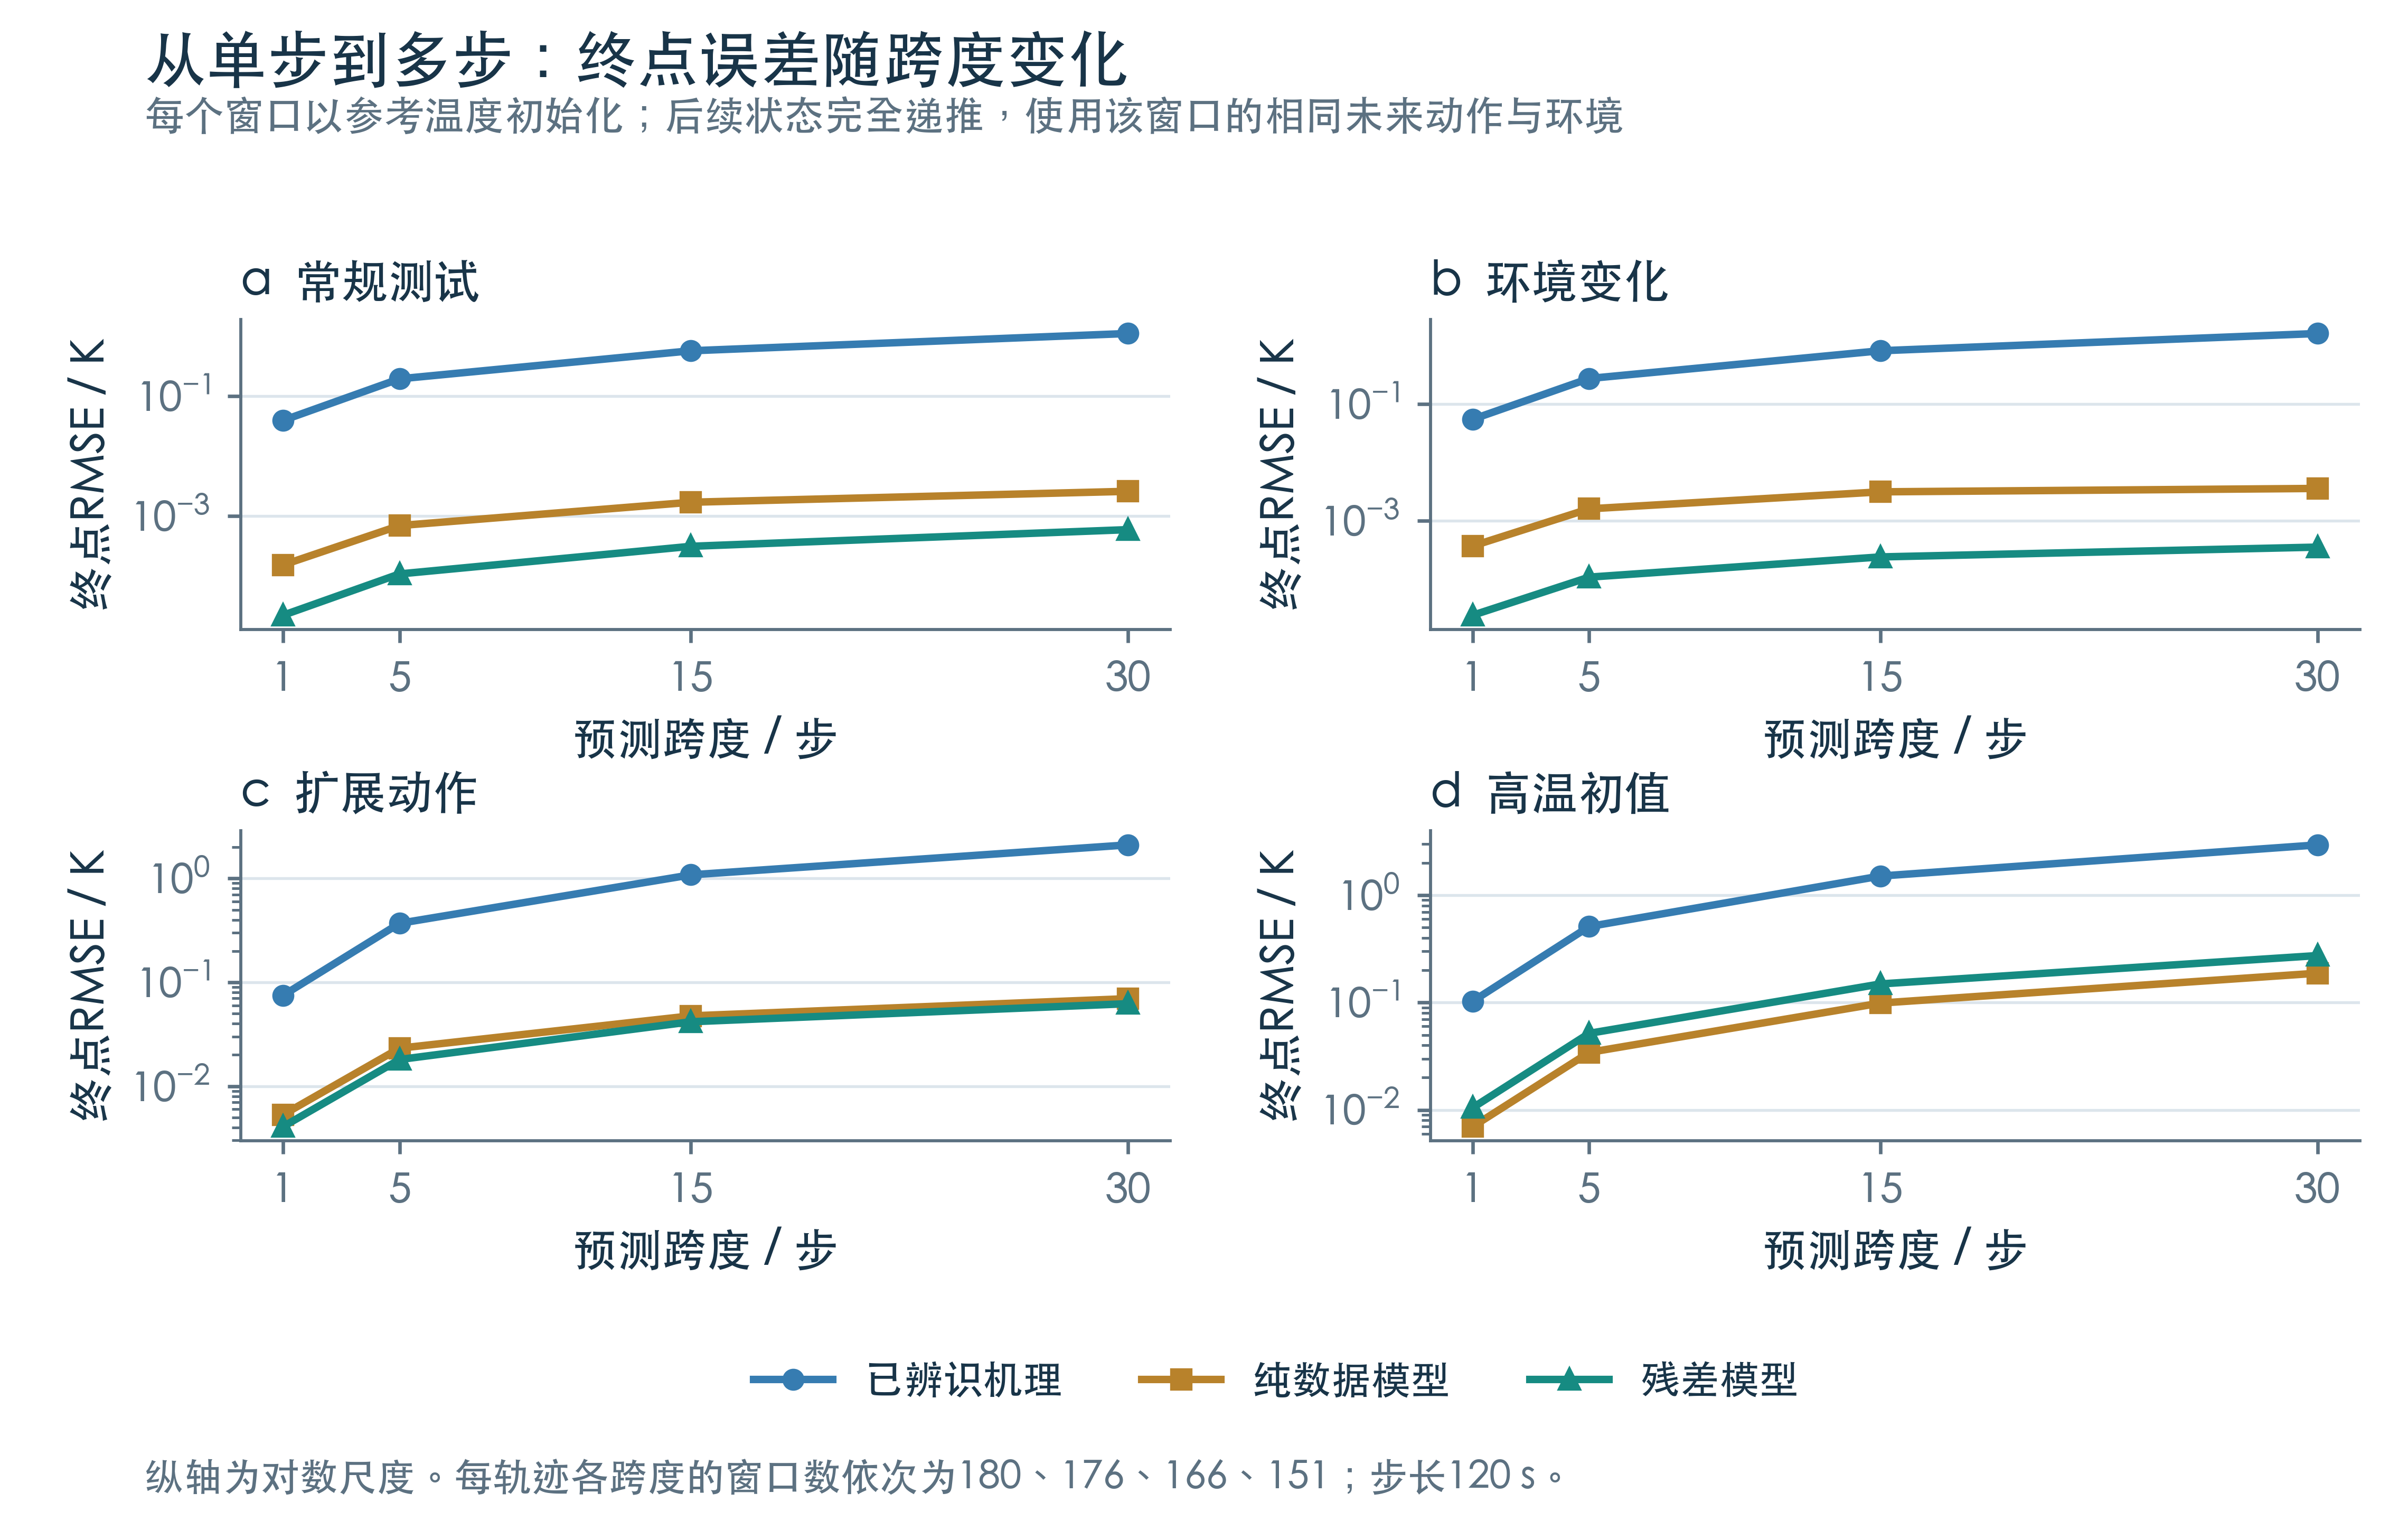 从单步到多步：终点误差随跨度变化
每个窗口以参考温度初始化；后续状态完全递推，使用该窗口的相同未来动作与环境
a 常规测试
终点RMSE / K
10⁻¹
10⁻³
1 5 15 30
预测跨度 / 步
b 环境变化
终点RMSE / K
10⁻¹
10⁻³
1 5 15 30
预测跨度 / 步
c 扩展动作
终点RMSE / K
10⁰
10⁻¹
10⁻²
1 5 15 30
预测跨度 / 步
d 高温初值
终点RMSE / K
10⁰
10⁻¹
10⁻²
1 5 15 30
预测跨度 / 步
已辨识机理 纯数据模型 残差模型
纵轴为对数尺度。每轨迹各跨度的窗口数依次为180、176、166、151；步长120 s。